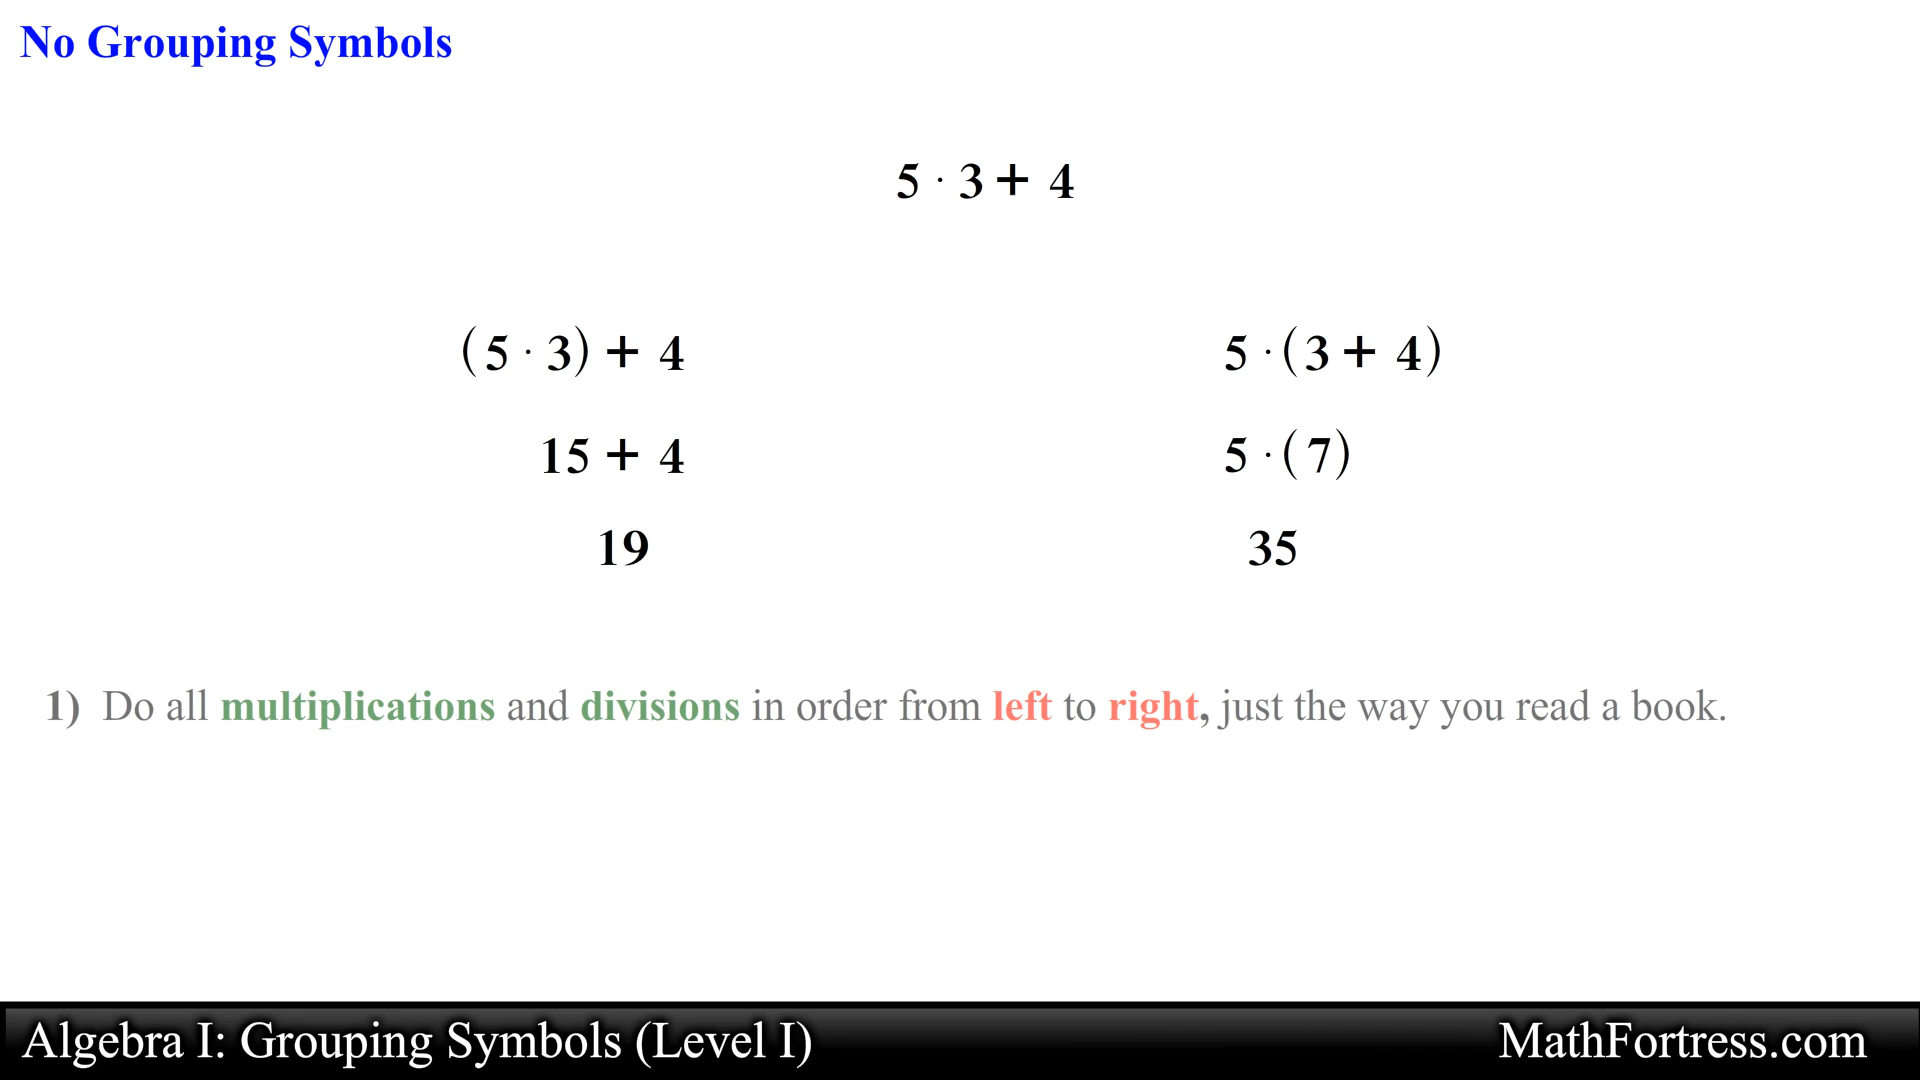 No Grouping Symbols
5 · 3 + 4
(5 · 3) + 4
5 · (3 + 4)
15 + 4
5 · (7)
19
35
1) Do all multiplications and divisions in order from left to right, just the way you read a book.
Algebra I: Grouping Symbols (Level I)
MathFortress.com